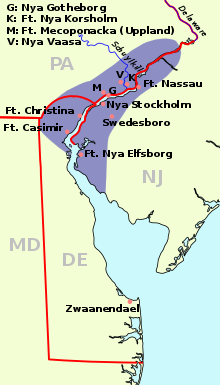 G: Nya Gotheborg
K: Ft. Nya Korsholm
M: Ft. Mecoponacka (Uppland)
V: Nya Vaasa
Delaware
Schuylkill
PA
V
K
Ft. Nassau
M
G
Nya Stockholm
Ft. Christina
Swedesboro
Ft. Casimir
Ft. Nya Elfsborg
NJ
MD
DE
Zwaanendael